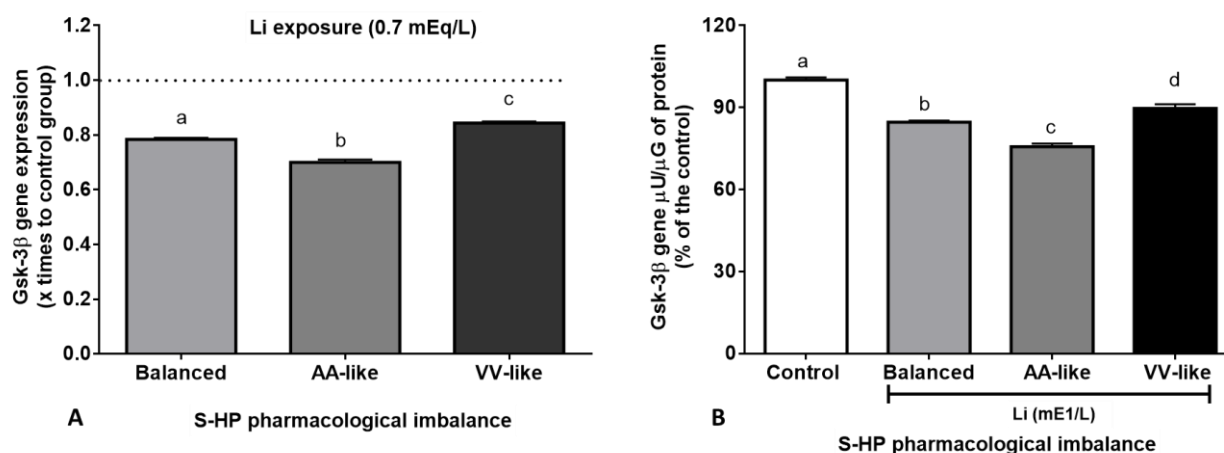 Li exposure (0.7 mEq/L)
Gsk-3β gene expression
(x times to control group)
1.2
1.0
0.8
0.6
0.4
0.2
0.0
a
b
c
Balanced
AA-like
VV-like
A
S-HP pharmacological imbalance
Gsk-3β gene μU/μG of protein
(% of the control)
120
90
60
30
0
a
b
c
d
Control
Balanced
AA-like
VV-like
Li (mE1/L)
B
S-HP pharmacological imbalance